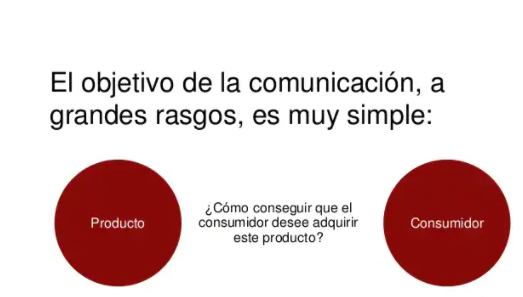 El objetivo de la comunicación, a
grandes rasgos, es muy simple:
Producto
¿Cómo conseguir que el
consumidor desee adquirir
este producto?
Consumidor